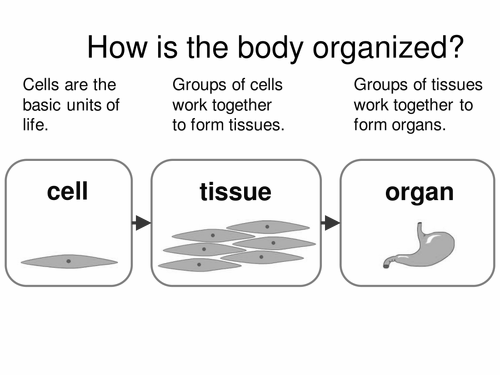 How is the body organized?
Cells are the
basic units of
life.
Groups of cells
work together
to form tissues.
Groups of tissues
work together to
form organs.
cell
tissue
organ